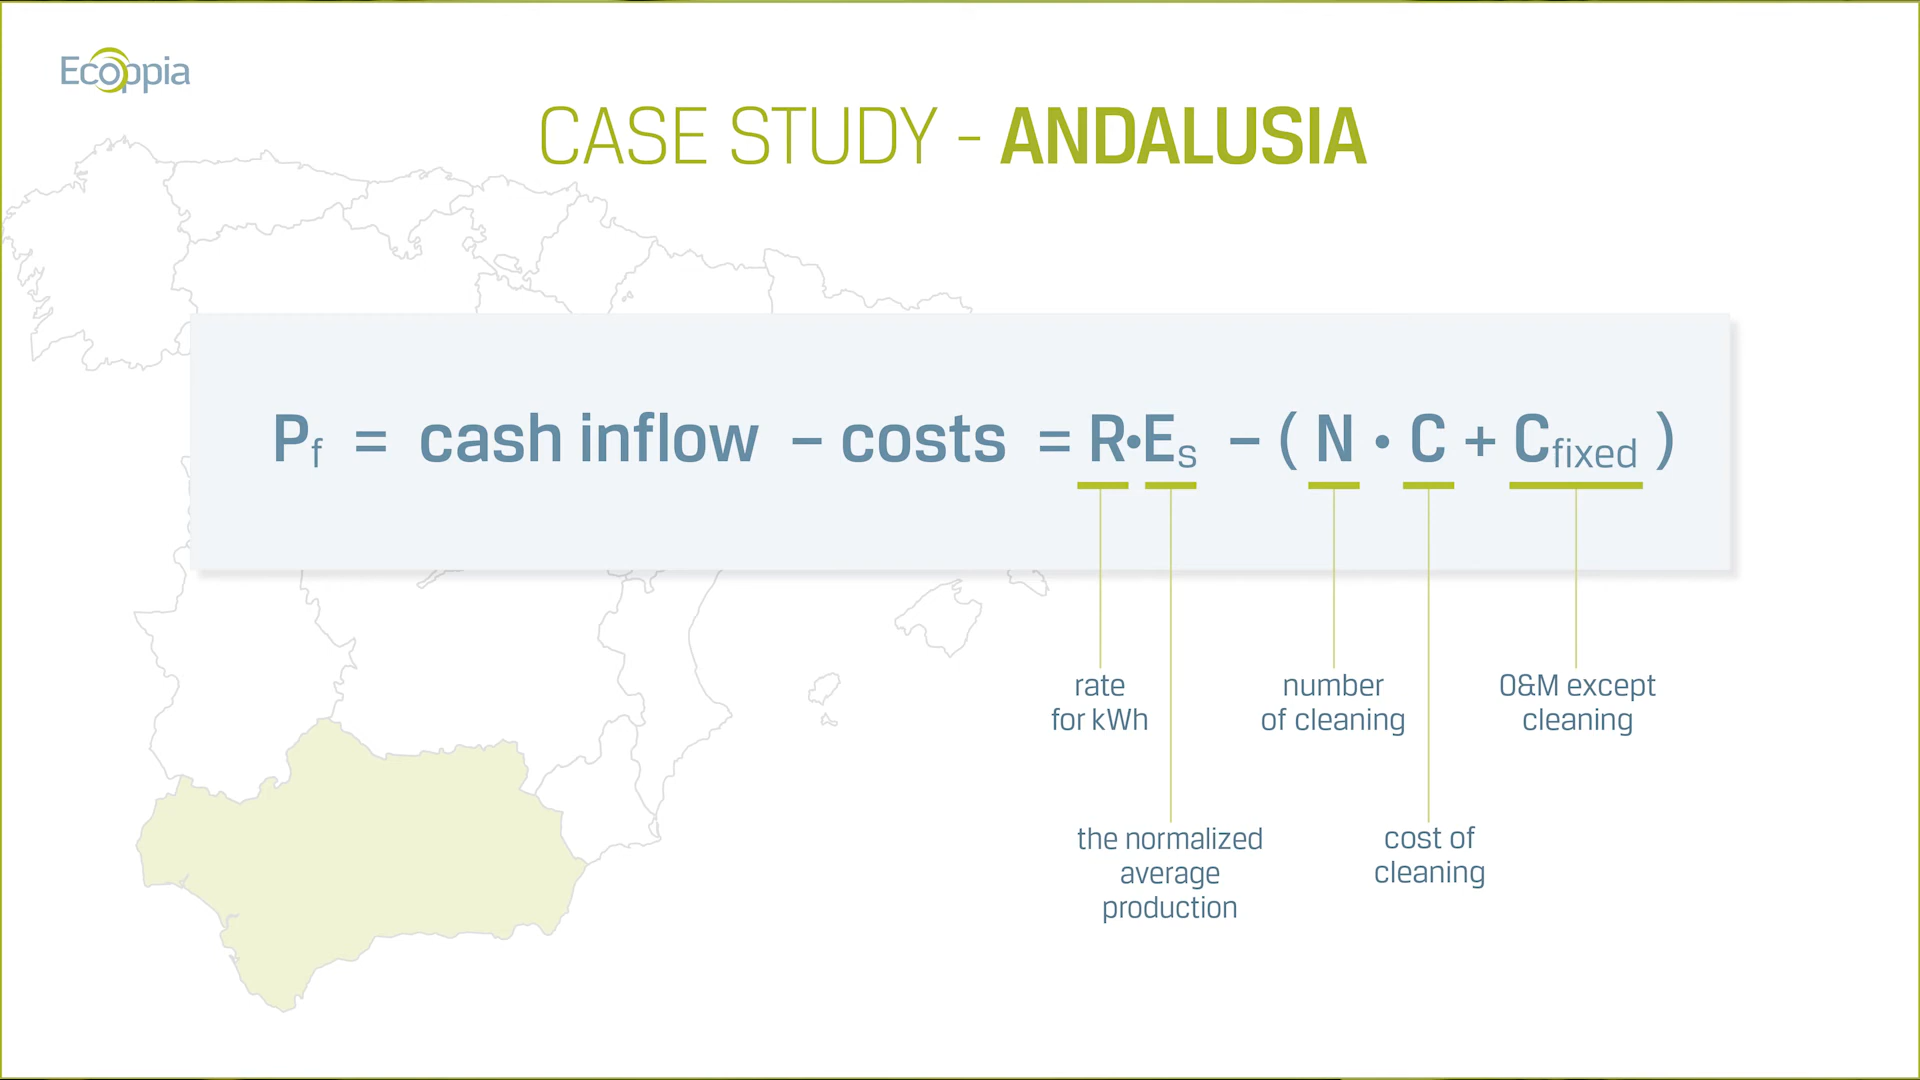 Ecoppia
CASE STUDY - ANDALUSIA
Pf = cash inflow - costs = R•Es - ( N • C + Cfixed )
rate
for kWh
number
of cleaning
O&M except
cleaning
the normalized
average
production
cost of
cleaning